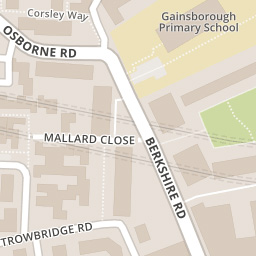 Corsley Way
Gainsborough
Primary School
OSBORNE RD
MALLARD CLOSE
BERKSHIRE RD
TROWBRIDGE RD